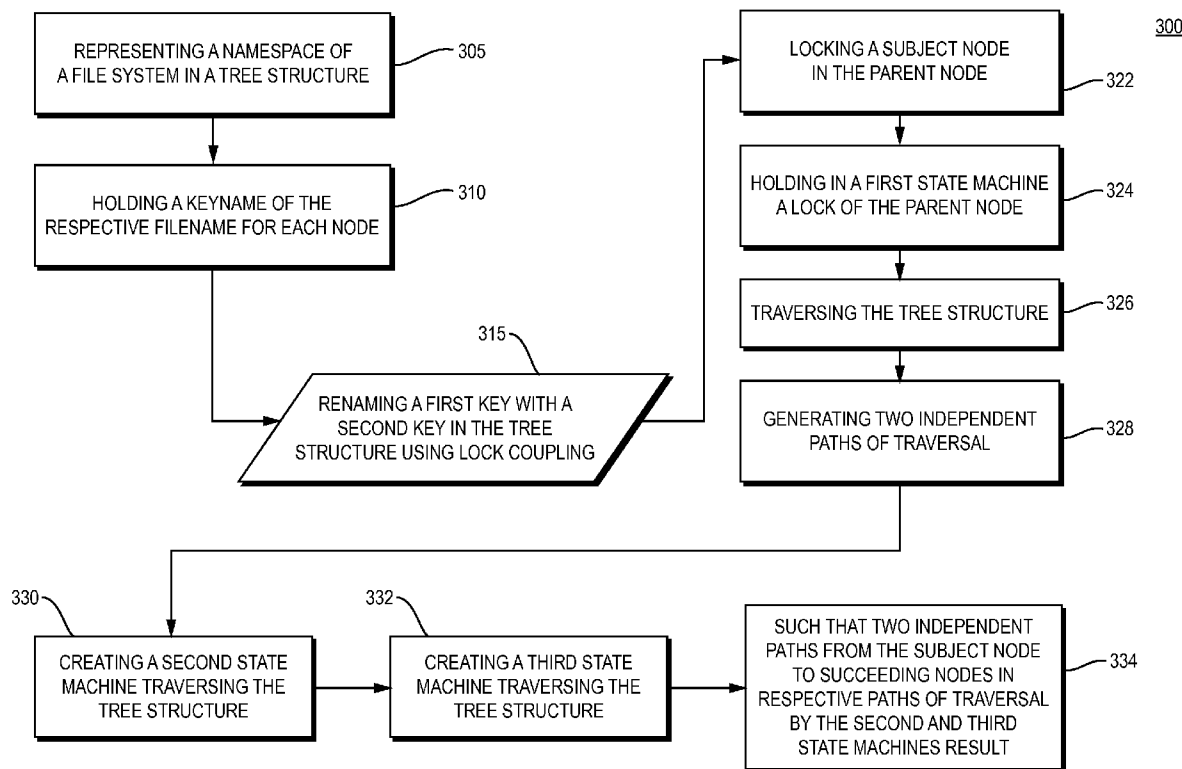 300
REPRESENTING A NAMESPACE OF
A FILE SYSTEM IN A TREE STRUCTURE
305
HOLDING A KEYNAME OF THE
RESPECTIVE FILENAME FOR EACH NODE
310
315
RENAMING A FIRST KEY WITH A
SECOND KEY IN THE TREE
STRUCTURE USING LOCK COUPLING
LOCKING A SUBJECT NODE
IN THE PARENT NODE
322
HOLDING IN A FIRST STATE MACHINE
A LOCK OF THE PARENT NODE
324
TRAVERSING THE TREE STRUCTURE
326
GENERATING TWO INDEPENDENT
PATHS OF TRAVERSAL
328
330
CREATING A SECOND STATE
MACHINE TRAVERSING THE
TREE STRUCTURE
332
CREATING A THIRD STATE
MACHINE TRAVERSING THE
TREE STRUCTURE
SUCH THAT TWO INDEPENDENT
PATHS FROM THE SUBJECT NODE
TO SUCCEEDING NODES IN
RESPECTIVE PATHS OF TRAVERSAL
BY THE SECOND AND THIRD
STATE MACHINES RESULT
334